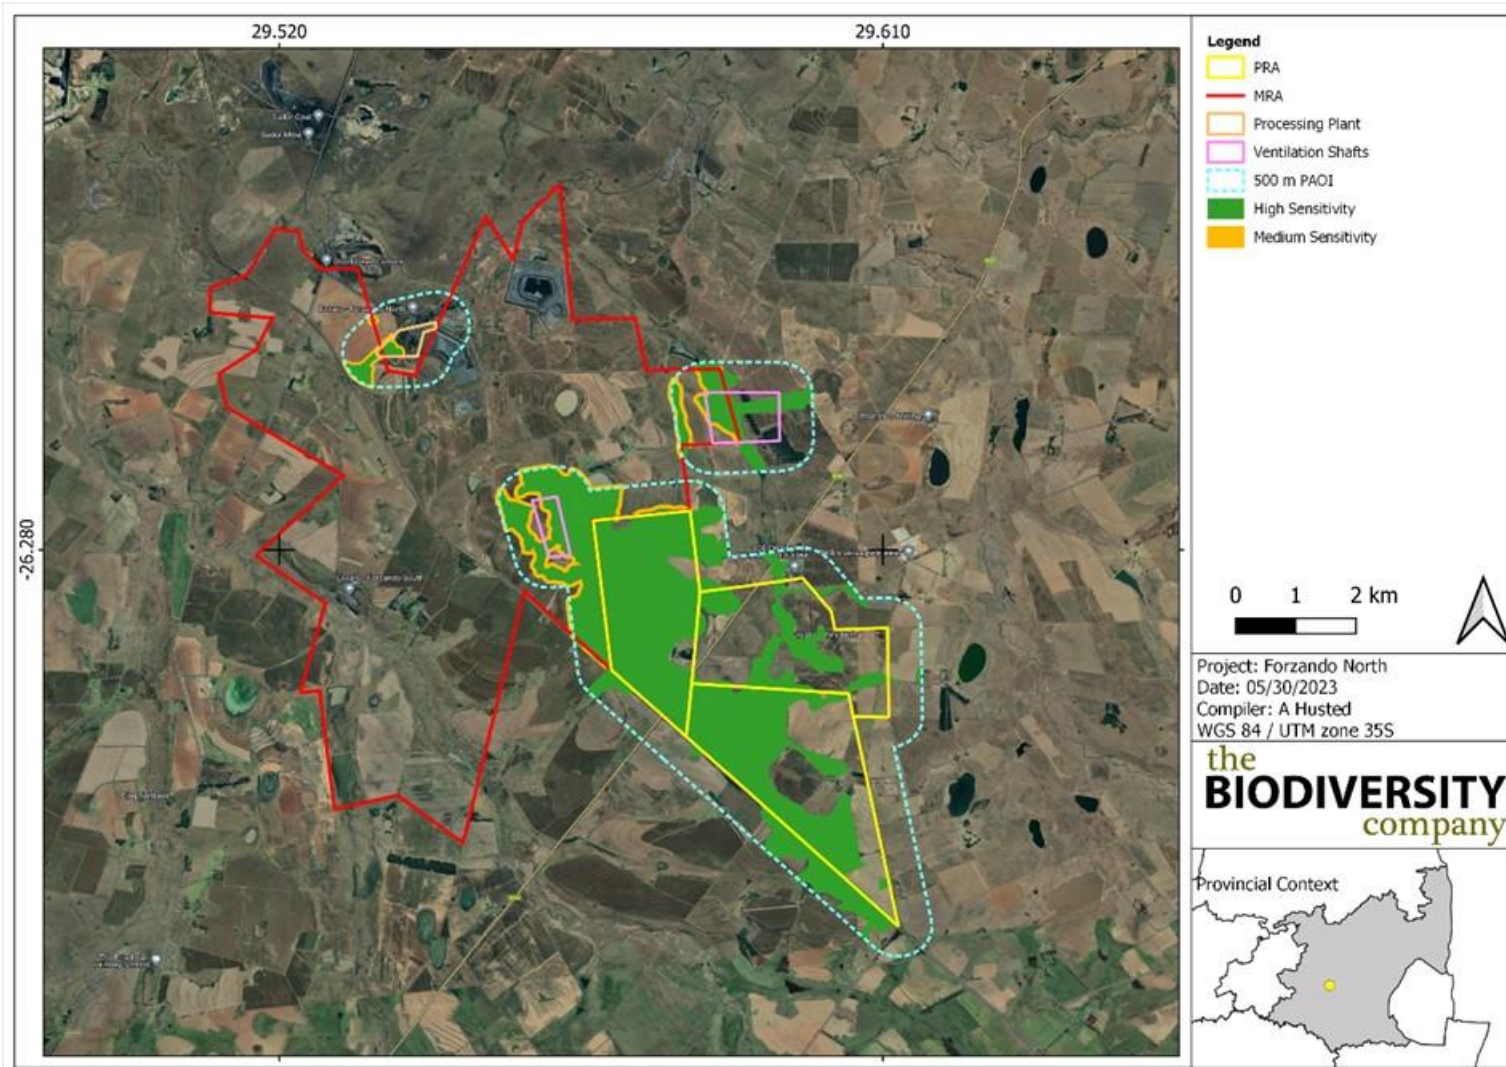 29.520
29.610
-26.280
Legend
PRA
MRA
Processing Plant
Ventilation Shafts
500 m PAOI
High Sensitivity
Medium Sensitivity
0 1 2 km
Project: Forzando North
Date: 05/30/2023
Compiler: A Husted
WGS 84 / UTM zone 35S
the
BIODIVERSITY
company
Provincial Context